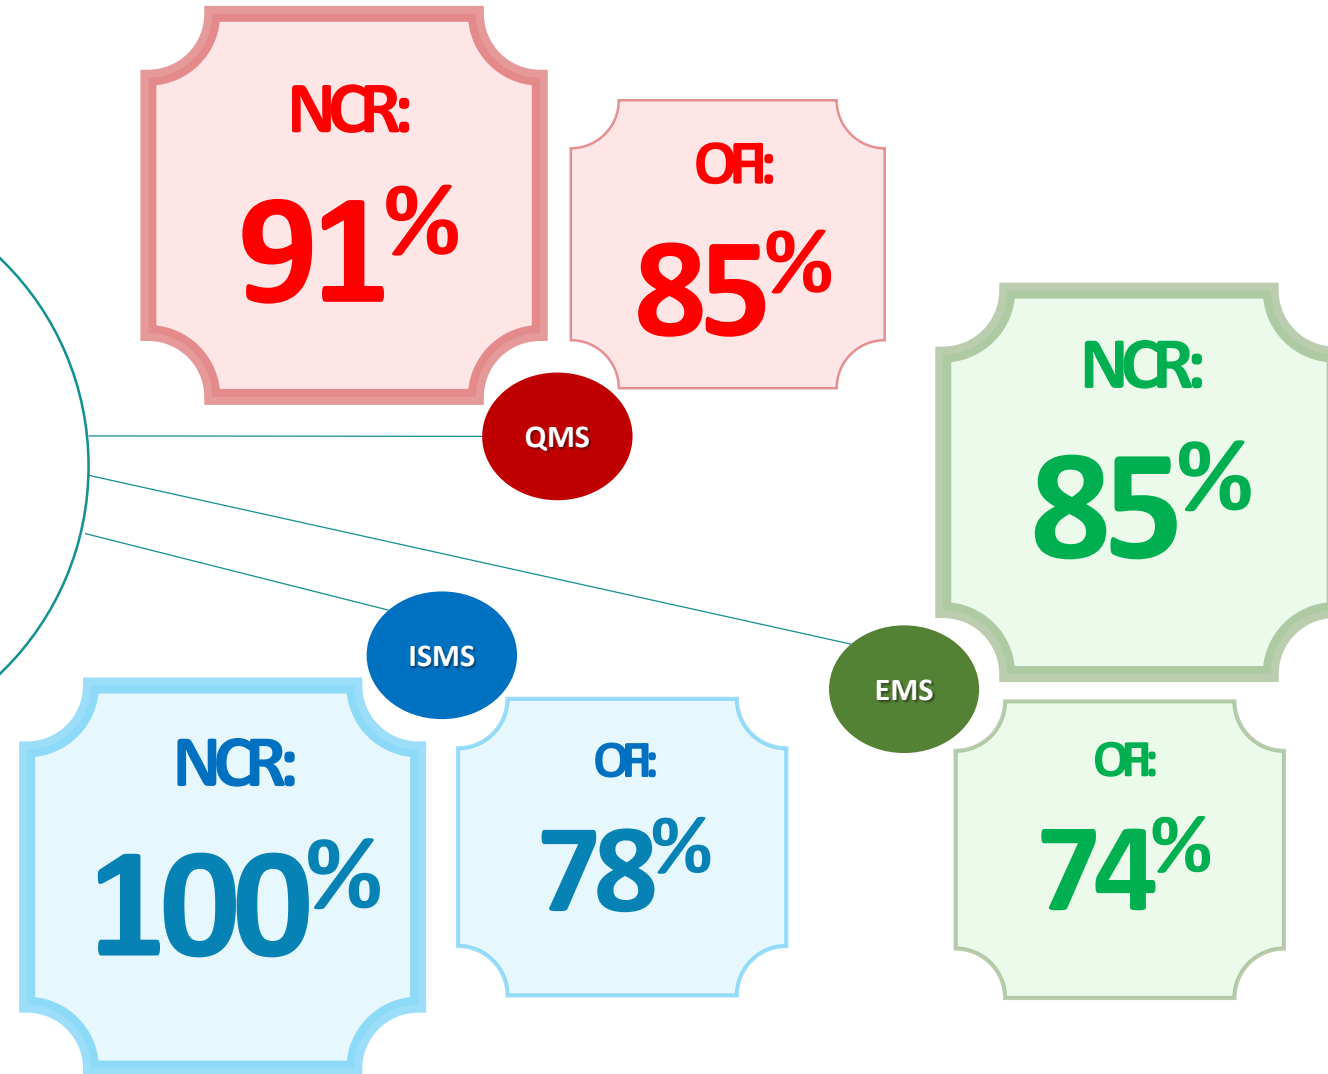 NCR:
91%
OFI:
85%
QMS
NCR:
85%
ISMS
EMS
NCR:
100%
OFI:
78%
OFI:
74%